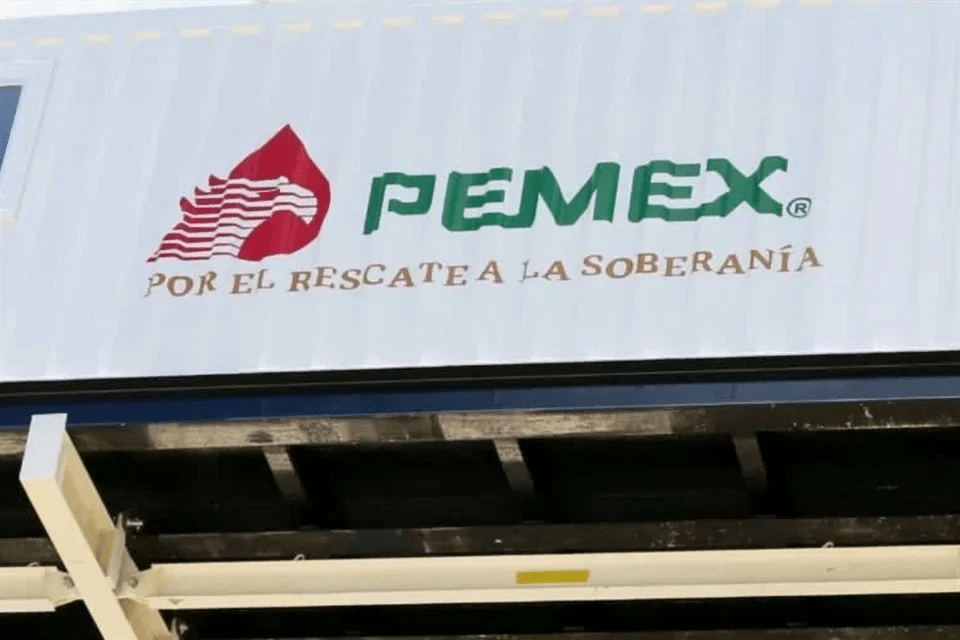 PEMEX®
POR EL RESCATE A LA SOBERANÍA